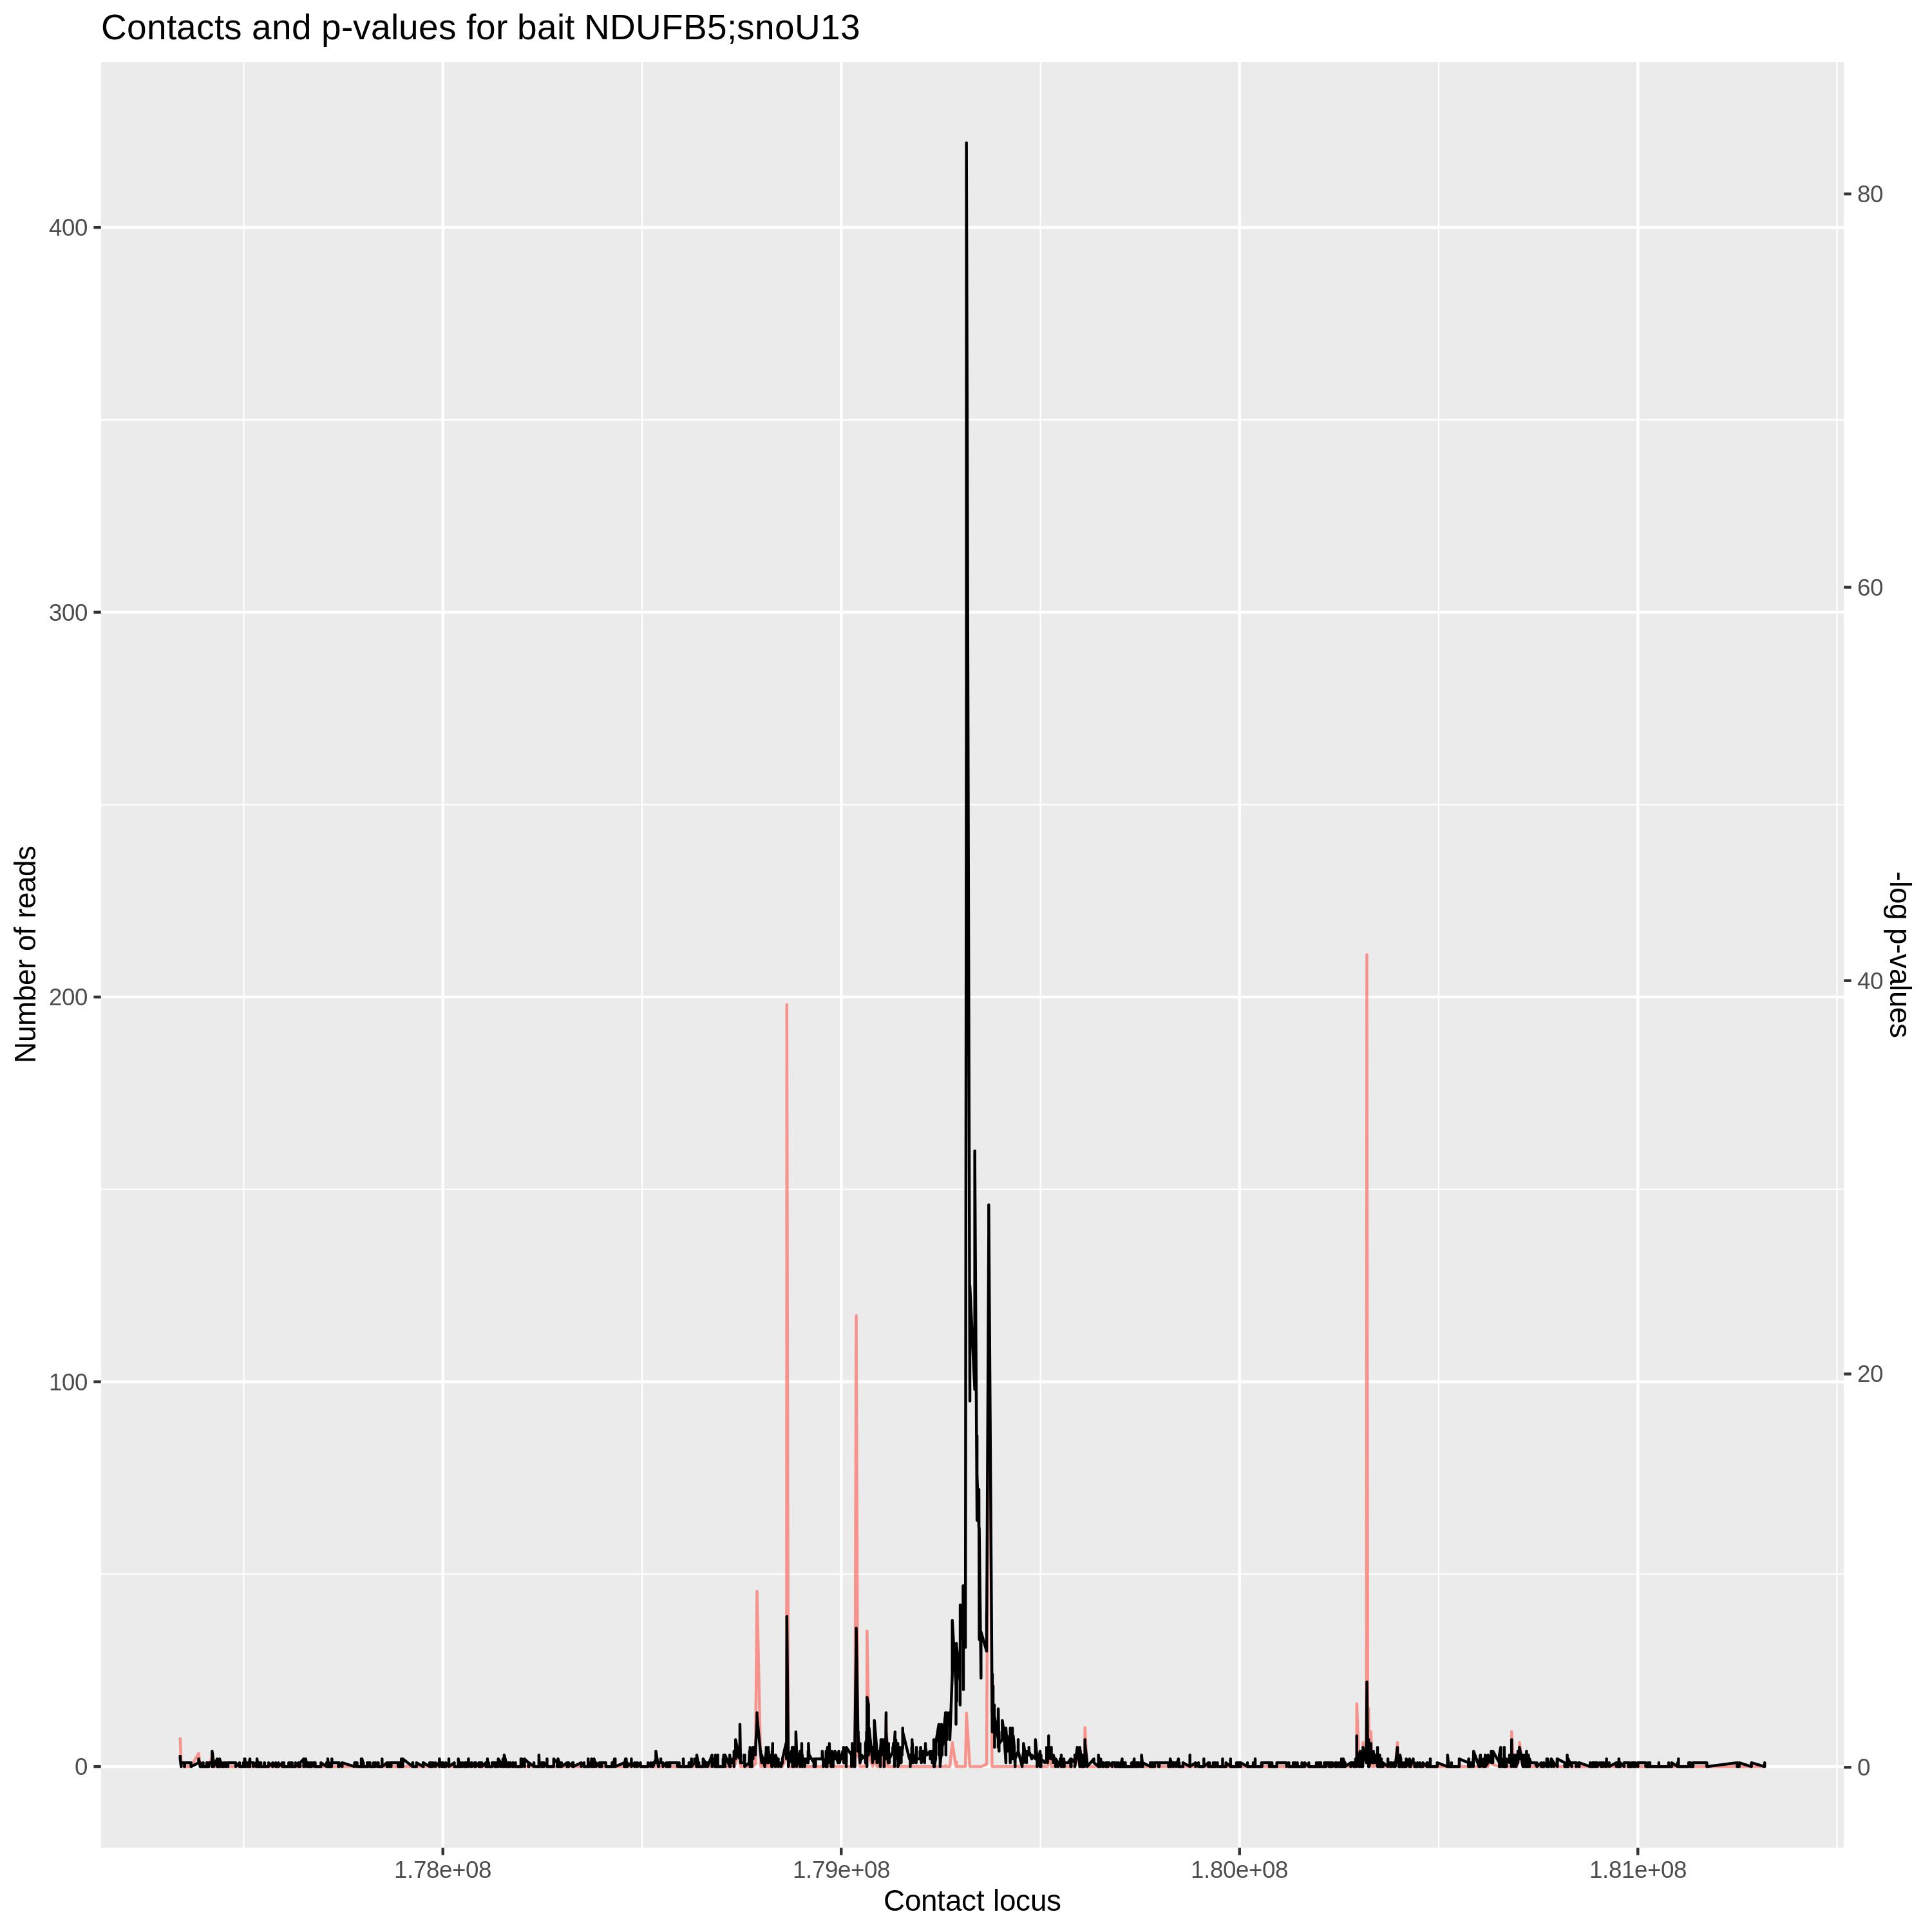 Contacts and p-values for bait NDUFB5;snoU13
400
300
200
100
0
Number of reads
80
60
40
20
0
-log p-values
1.78e+08
1.79e+08
1.80e+08
1.81e+08
Contact locus